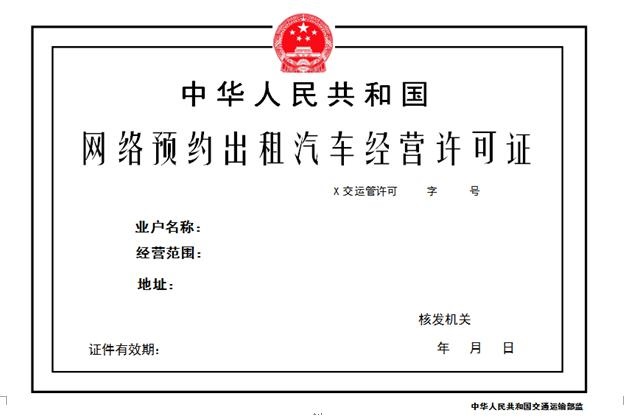 中华人民共和国
网络预约出租汽车经营许可证
X 交运管许可 字 号
业户名称：
经营范围：
地址：
核发机关
证件有效期： 年 月 日
中华人民共和国交通运输部监